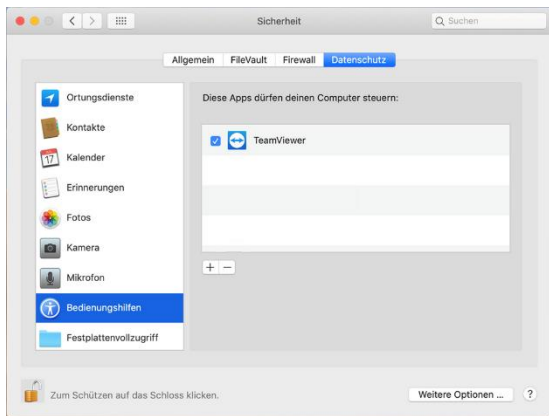 Sicherheit
Suchen
Allgemein FileVault Firewall Datenschutz
Ortungsdienste
Kontakte
17
Kalender
Erinnerungen
Fotos
Kamera
Mikrofon
Bedienungshilfen
Festplattenvollzugriff
Diese Apps dürfen deinen Computer steuern:
TeamViewer
+ −
Zum Schützen auf das Schloss klicken.
Weitere Optionen ... ?